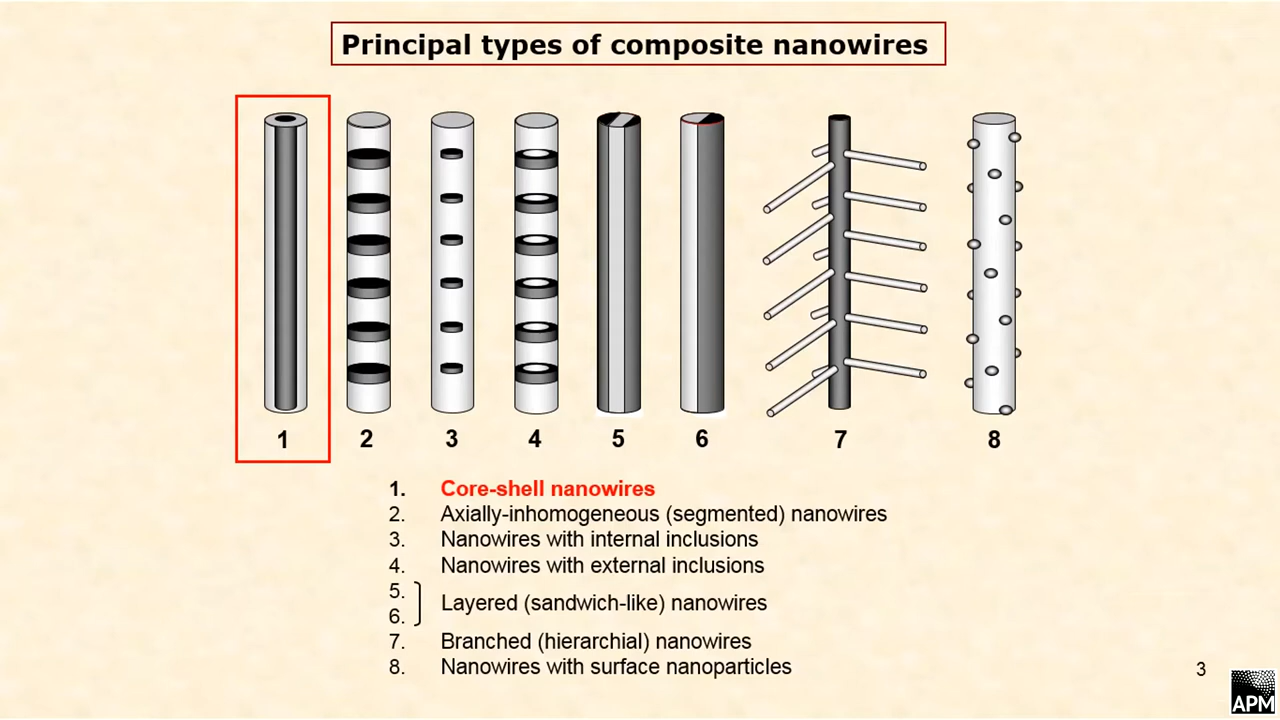 Principal types of composite nanowires
1 2 3 4 5 6 7 8
1. Core-shell nanowires
2. Axially-inhomogeneous (segmented) nanowires
3. Nanowires with internal inclusions
4. Nanowires with external inclusions
5.
Layered (sandwich-like) nanowires
6.
7. Branched (hierarchial) nanowires
8. Nanowires with surface nanoparticles
3
APM